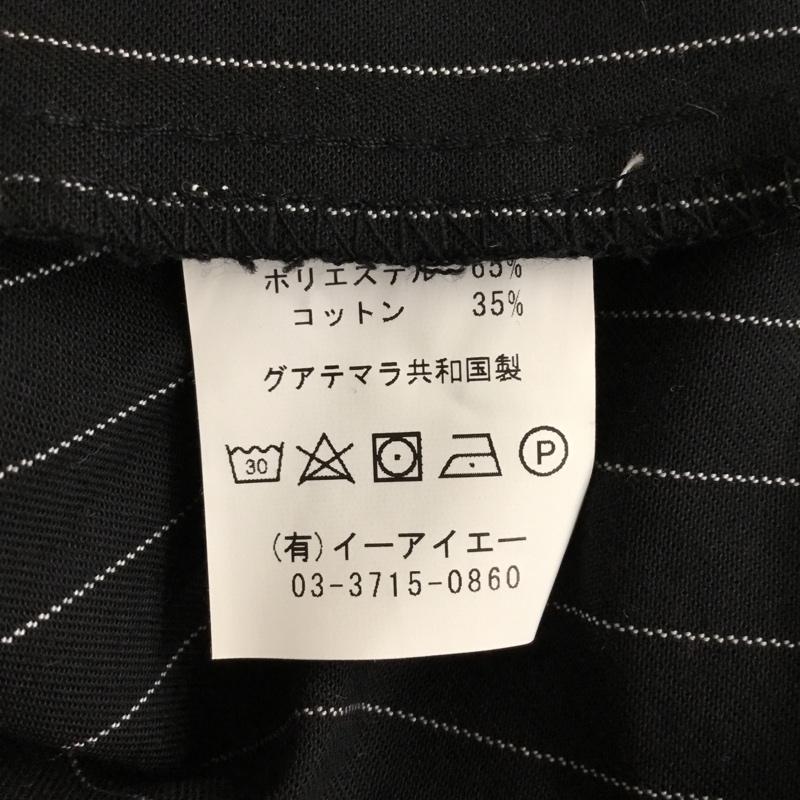 ポリエステル 65%
コットン 35%
グアテマラ共和国製
30 P
(有)イーアイエー
03-3715-0860